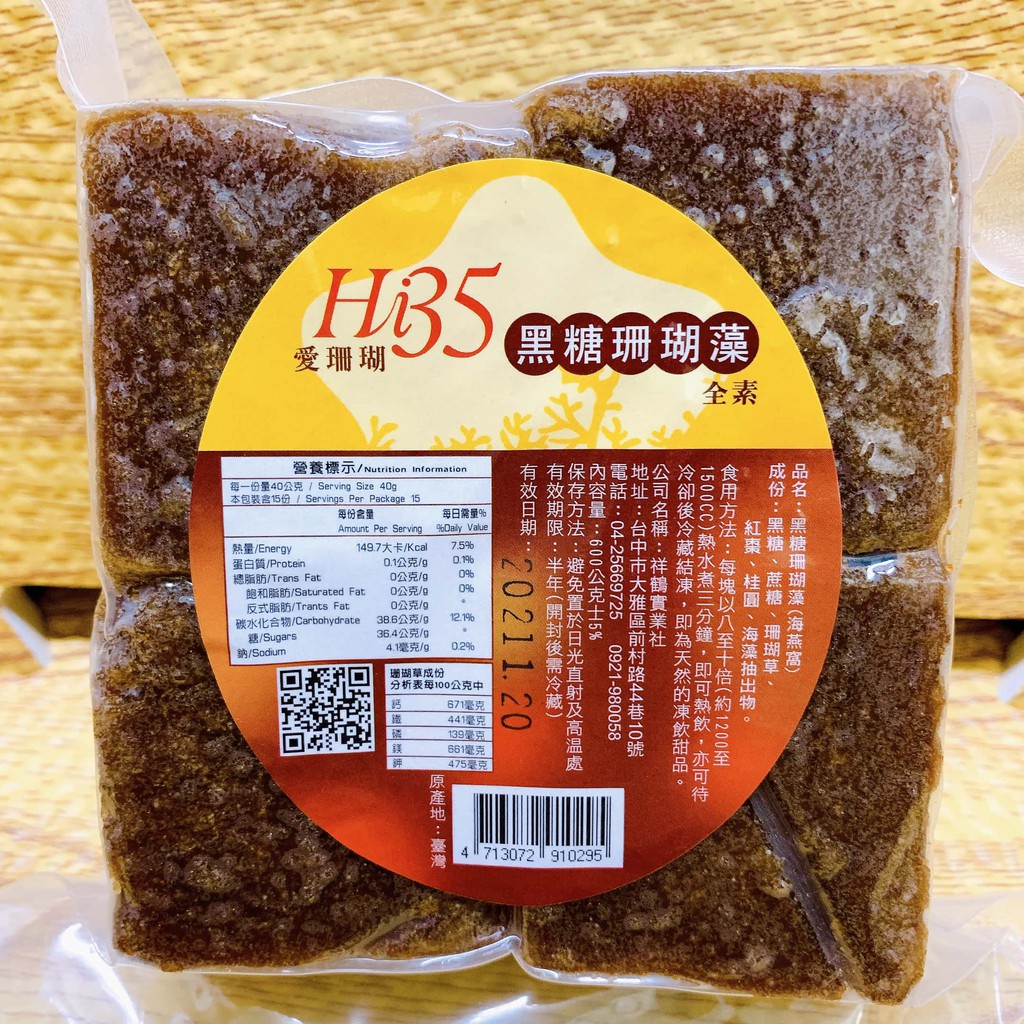 Hi35
愛珊瑚
黑糖珊瑚藻
全素
營養標示/Nutrition Information
每一份量40公克 / Serving Size 40g
本包裝含15份 / Servings Per Package 15
每份含量 每日需量%
Amount Per Serving %Daily Value
熱量/Energy 149.7大卡/Kcal 7.5%
蛋白質/Protein 0.1公克/g 0.1%
總脂肪/Trans Fat 0公克/g 0%
飽和脂肪/Saturated Fat 0公克/g 0%
反式脂肪/Trants Fat 0公克/g *
碳水化合物/Carbohydrate 38.6公克/g 12.1%
糖/Sugars 36.4公克/g *
鈉/Sodium 4.1毫克/g 0.2%
珊瑚草成份
分析表每100公克中
鈣 671毫克
鐵 441毫克
磷 139毫克
鎂 661毫克
鉀 475毫克
品名：黑糖珊瑚藻(海燕窩)
成份：黑糖、蔗糖、珊瑚草、
紅棗、桂圓、海藻抽出物。
食用方法：每塊以八至十倍(約1200至
1500CC)熱水煮三分鐘，即可熱飲，亦可待
冷卻後冷藏結凍，即為天然的凍飲甜品。
公司名稱：祥鶴實業社
地址：台中市大雅區前村路44巷10號
電話：04-25669725 0921-980058
內容量：600公克±5%
保存方法：避免置於日光直射及高溫處
有效期限：半年(開封後需冷藏)
有效日期：
2021.1.20
原產地：臺灣
4 713072 910295